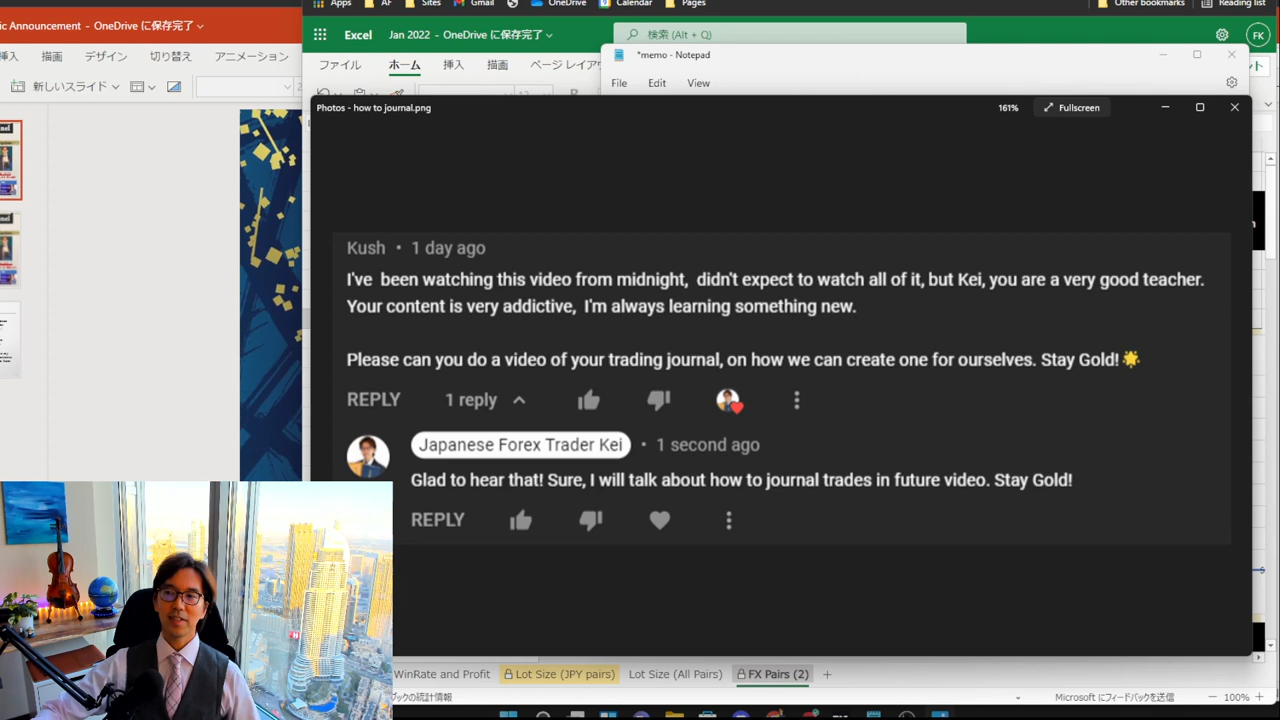 Apps
AF
Sites
Gmail
OneDrive
Calendar
Pages
Other bookmarks
Reading list
ic Announcement - OneDrive に保存完了
Excel
Jan 2022 - OneDrive に保存完了
検索 (Alt + Q)
FK
挿入
描画
デザイン
切り替え
アニメーション
ファイル
ホーム
挿入
描画
ページ レイアウ
*memo - Notepad
File
Edit
View
新しいスライド
Photos - how to journal.png
161%
Fullscreen
Kush • 1 day ago
I've been watching this video from midnight, didn't expect to watch all of it, but Kei, you are a very good teacher.
Your content is very addictive, I'm always learning something new.
Please can you do a video of your trading journal, on how we can create one for ourselves. Stay Gold!🌟
REPLY
1 reply
Japanese Forex Trader Kei • 1 second ago
Glad to hear that! Sure, I will talk about how to journal trades in future video. Stay Gold!
REPLY
WinRate and Profit
Lot Size (JPY pairs)
Lot Size (All Pairs)
FX Pairs (2)
ブックの統計情報
Microsoft にフィードバックを送信
100%